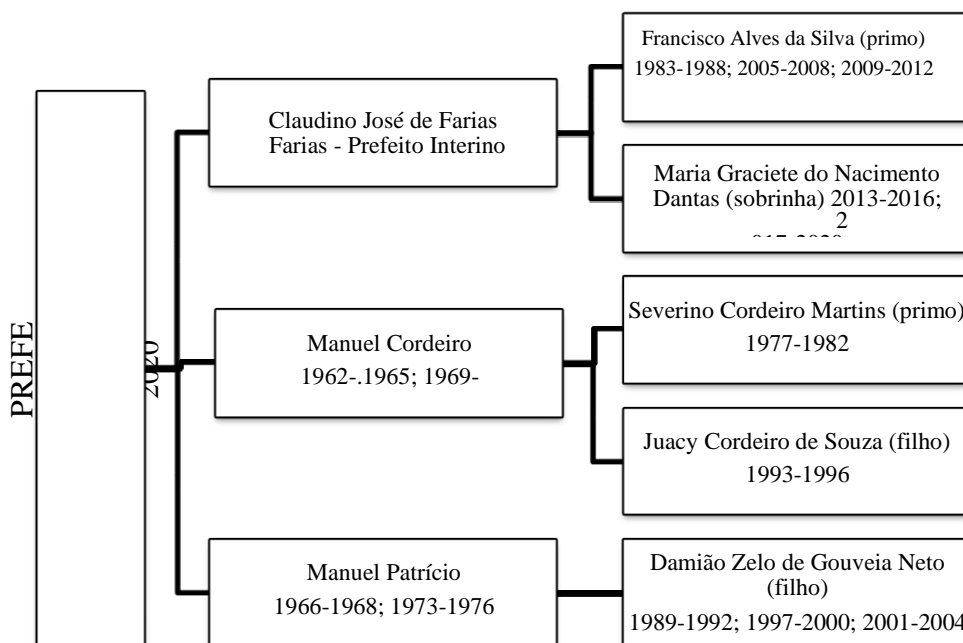 PREFE
2020
Claudino José de Farias
Farias - Prefeito Interino
Francisco Alves da Silva (primo)
1983-1988; 2005-2008; 2009-2012
Maria Graciete do Nacimento
Dantas (sobrinha) 2013-2016;
2
Manuel Cordeiro
1962-.1965; 1969-
Severino Cordeiro Martins (primo)
1977-1982
Juacy Cordeiro de Souza (filho)
1993-1996
Manuel Patrício
1966-1968; 1973-1976
Damião Zelo de Gouveia Neto
(filho)
1989-1992; 1997-2000; 2001-2004